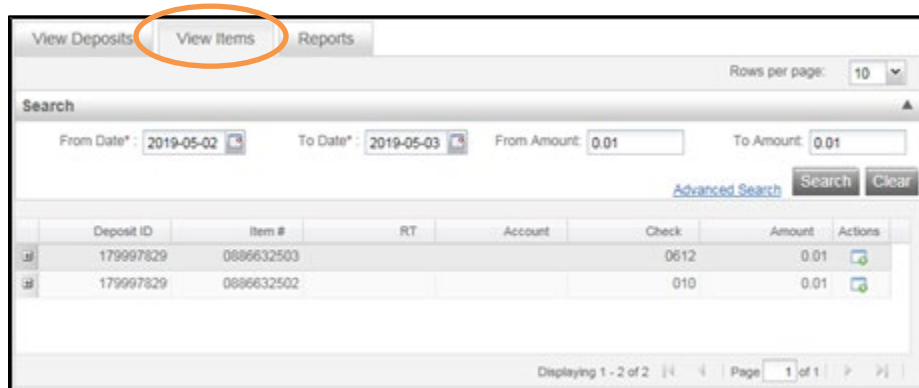 View Deposits View Items Reports
Rows per page: 10
Search
From Date* : 2019-05-02 To Date* : 2019-05-03 From Amount: 0.01 To Amount: 0.01
Advanced Search Search Clear
Deposit ID Item # RT Account Check Amount Actions
179997829 0886632503 0612 0.01
179997829 0886632502 010 0.01
Displaying 1 - 2 of 2 Page 1 of 1